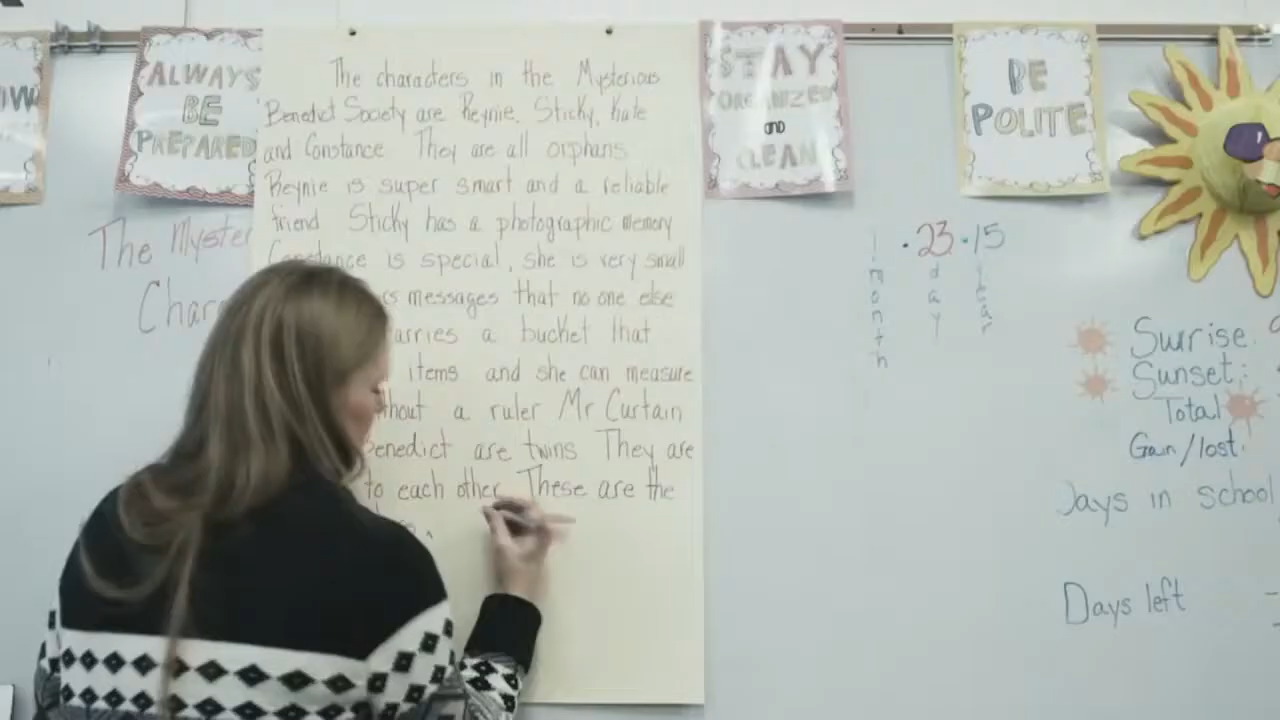 ALWAYS
BE
PREPARED
The characters in the Mysterious
Benedict Society are Reynie, Sticky, Kate
and Constance. They are all orphans.
Reynie is super smart and a reliable
friend Sticky has a photographic memory
Constance is special, she is very small
messages that no one else
a bucket that
items and she can measure
a ruler Mr Curtain
Benedict are twins They are
to each other. These are the
STAY
ORGANIZED
and
CLEAN
BE
POLITE
The
1.23.15
month
day
year
Sunrise:
Sunset:
Total
Gain/lost:
Days in school
Days left